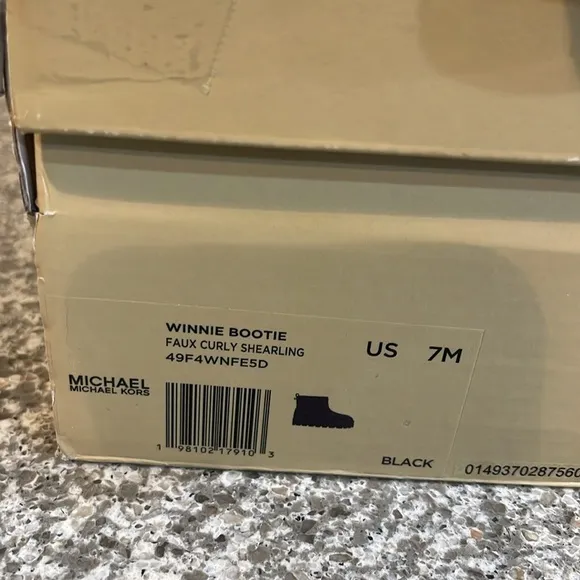 WINNIE BOOTIE
FAUX CURLY SHEARLING
49F4WNFE5D
US 7M
MICHAEL
MICHAEL KORS
1 98102 17910 3
BLACK
0149370287560